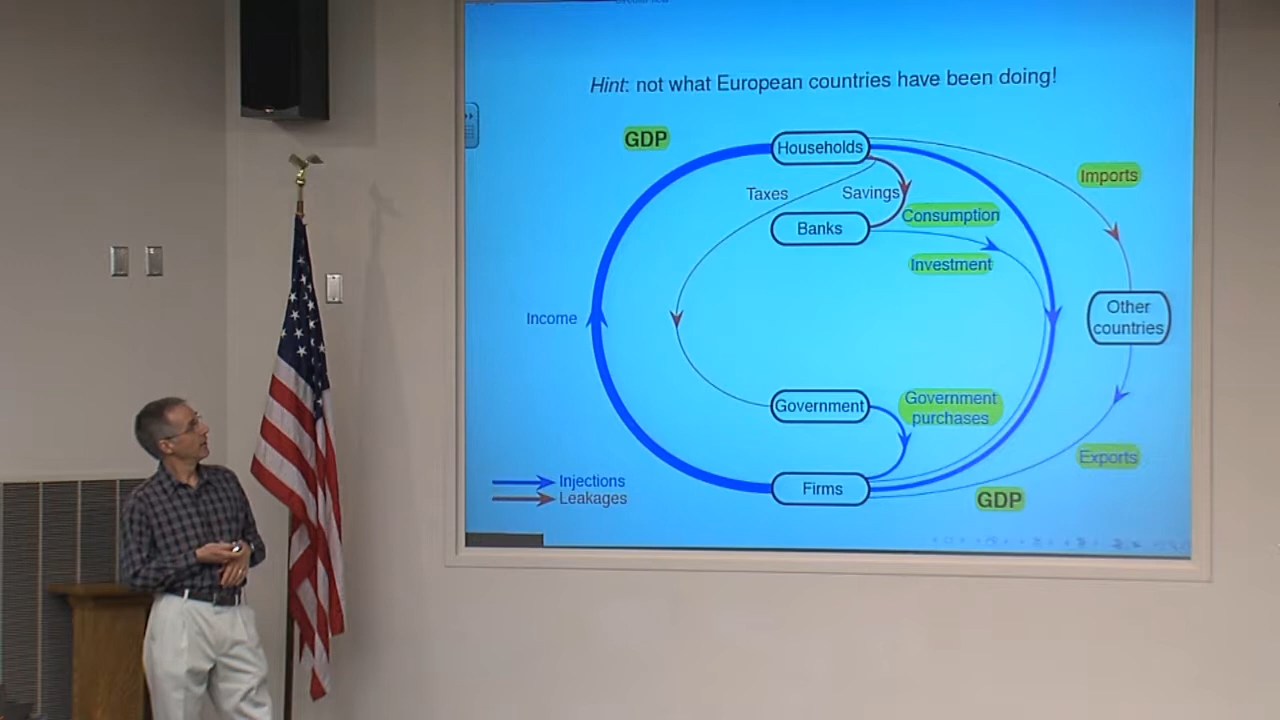 Hint: not what European countries have been doing!
GDP
Households
Imports
Taxes
Savings
Consumption
Banks
Investment
Income
Other
countries
Government
Government
purchases
Exports
Injections
Leakages
Firms
GDP